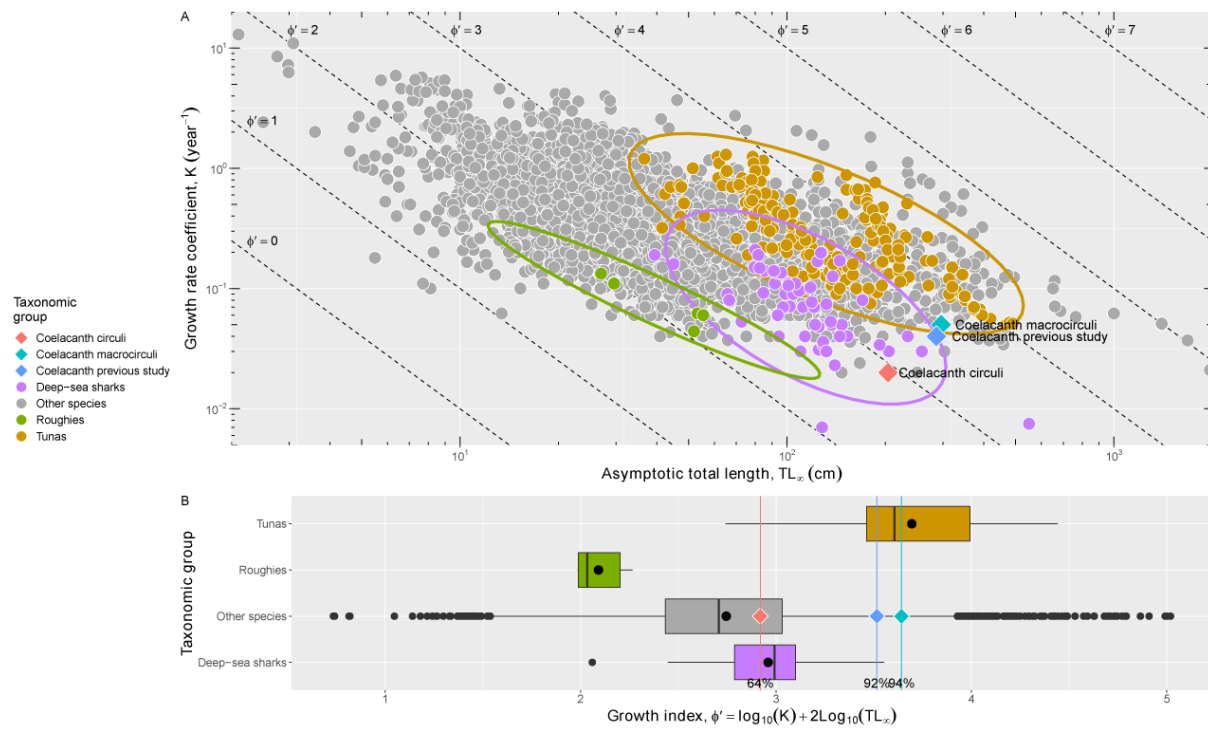 A
ϕ′ = 2
ϕ′ = 3
ϕ′ = 4
ϕ′ = 5
ϕ′ = 6
ϕ′ = 7
10¹
Growth rate coefficient, K (year⁻¹)
ϕ′ = 1
10⁰
ϕ′ = 0
10⁻¹
Coelacanth macrocirculi
Coelacanth previous study
Coelacanth circuli
10⁻²
10¹
10²
10³
Asymptotic total length, TL∞ (cm)
Taxonomic
group
Coelacanth circuli
Coelacanth macrocirculi
Coelacanth previous study
Deep-sea sharks
Other species
Roughies
Tunas
B
Taxonomic group
Tunas
Roughies
Other species
Deep-sea sharks
64%
92%
94%
1
2
3
4
5
Growth index, ϕ′ = log₁₀(K) + 2Log₁₀(TL∞)